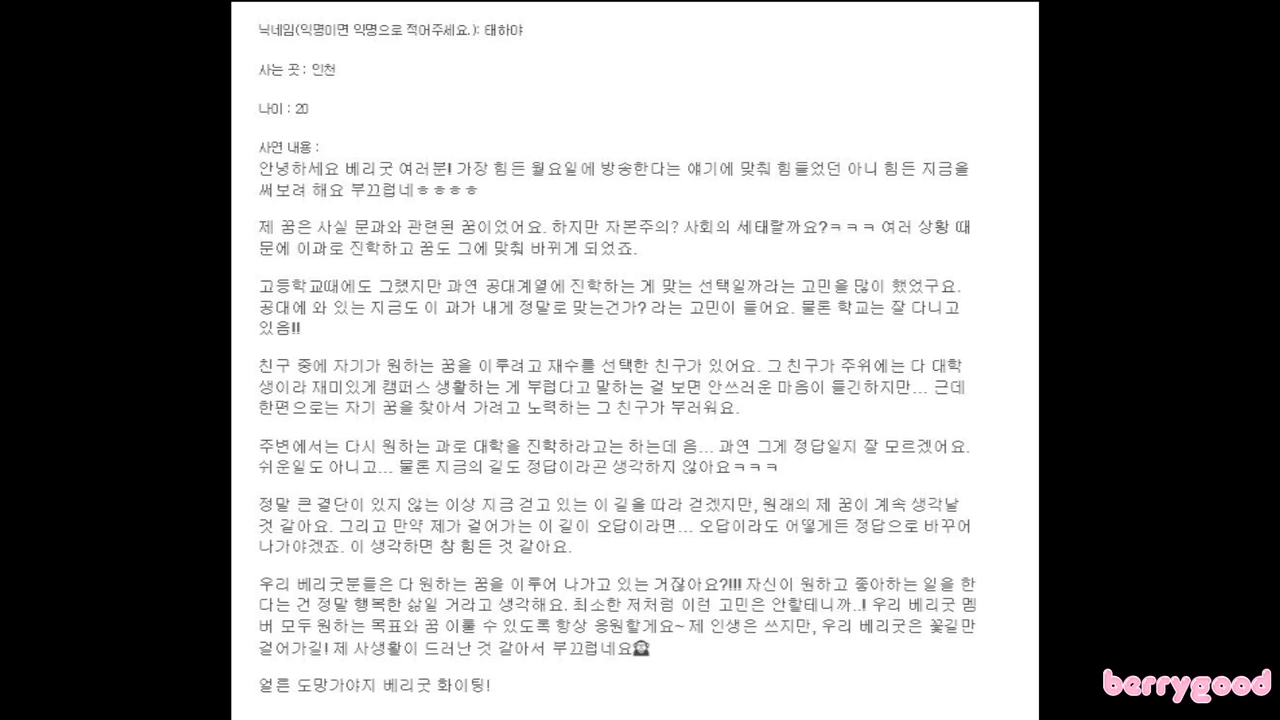 닉네임(익명이면 익명으로 적어주세요.): 태하야
사는 곳 : 인천
나이 : 20
사연 내용 :
안녕하세요 베리굿 여러분! 가장 힘든 월요일에 방송한다는 얘기에 맞춰 힘들었던 아니 힘든 지금을
써보려 해요 부끄럽네ㅎㅎㅎㅎ
제 꿈은 사실 문과와 관련된 꿈이었어요. 하지만 자본주의? 사회의 세태랄까요?ㅋㅋㅋ 여러 상황 때
문에 이과로 진학하고 꿈도 그에 맞춰 바뀌게 되었죠.
고등학교때에도 그랬지만 과연 공대계열에 진학하는 게 맞는 선택일까라는 고민을 많이 했었구요.
공대에 와 있는 지금도 이 과가 내게 정말로 맞는건가? 라는 고민이 들어요. 물론 학교는 잘 다니고
있음!!
친구 중에 자기가 원하는 꿈을 이루려고 재수를 선택한 친구가 있어요. 그 친구가 주위에는 다 대학
생이라 재미있게 캠퍼스 생활하는 게 부럽다고 말하는 걸 보면 안쓰러운 마음이 들긴하지만... 근데
한편으로는 자기 꿈을 찾아서 가려고 노력하는 그 친구가 부러워요.
주변에서는 다시 원하는 과로 대학을 진학하라고는 하는데 음... 과연 그게 정답일지 잘 모르겠어요.
쉬운일도 아니고... 물론 지금의 길도 정답이라곤 생각하지 않아요ㅋㅋㅋ
정말 큰 결단이 있지 않는 이상 지금 걷고 있는 이 길을 따라 걷겠지만, 원래의 제 꿈이 계속 생각날
것 같아요. 그리고 만약 제가 걸어가는 이 길이 오답이라면... 오답이라도 어떻게든 정답으로 바꾸어
나가야겠죠. 이 생각하면 참 힘든 것 같아요.
우리 베리굿분들은 다 원하는 꿈을 이루어 나가고 있는 거잖아요?!!! 자신이 원하고 좋아하는 일을 한
다는 건 정말 행복한 삶일 거라고 생각해요. 최소한 저처럼 이런 고민은 안할테니까..! 우리 베리굿 멤
버 모두 원하는 목표와 꿈 이룰 수 있도록 항상 응원할게요~ 제 인생은 쓰지만, 우리 베리굿은 꽃길만
걸어가길! 제 사생활이 드러난 것 같아서 부끄럽네요🙈
얼른 도망가야지 베리굿 화이팅!
berrygood